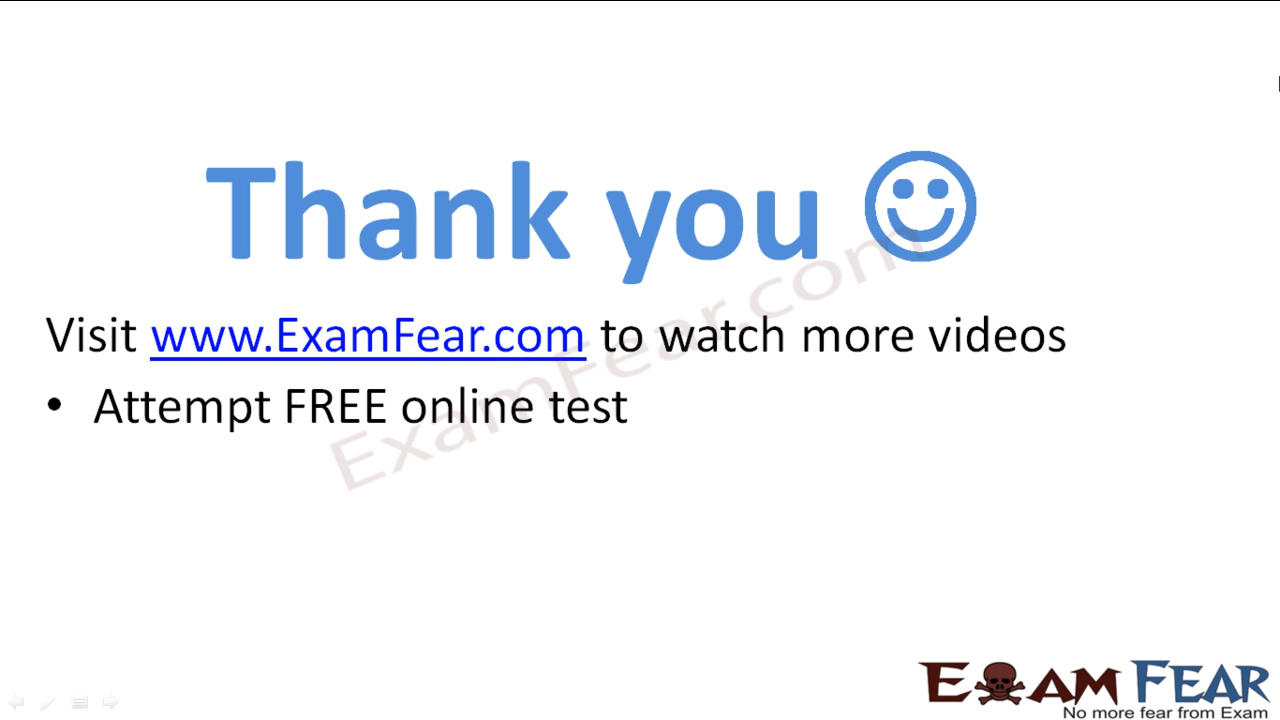 Thank you
Visit www.ExamFear.com to watch more videos
• Attempt FREE online test
ExamFear.com
EXAM FEAR
No more fear from Exam